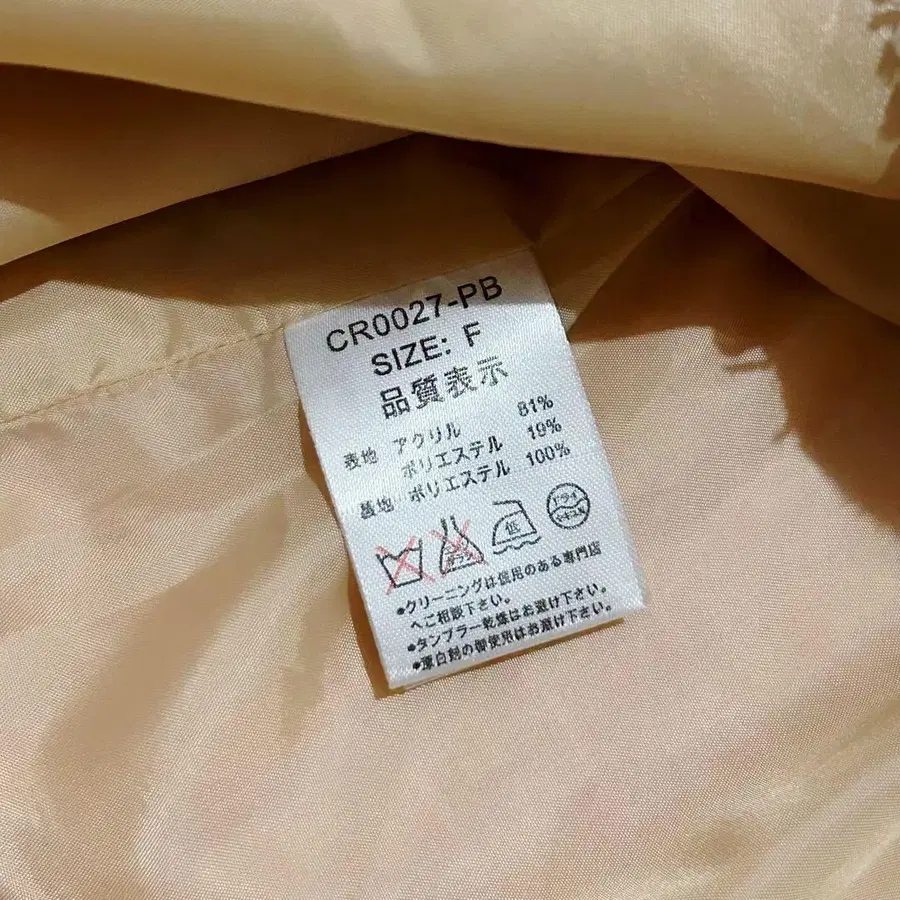 CR0027-PB
SIZE: F
品質表示
表地 アクリル 81%
ポリエステル 19%
裏地 ポリエステル 100%
低
ドライ
●クリーニングは信用のある専門店
へご相談下さい。
●タンブラー乾燥はお避け下さい。
●漂白剤の御使用はお避け下さい。